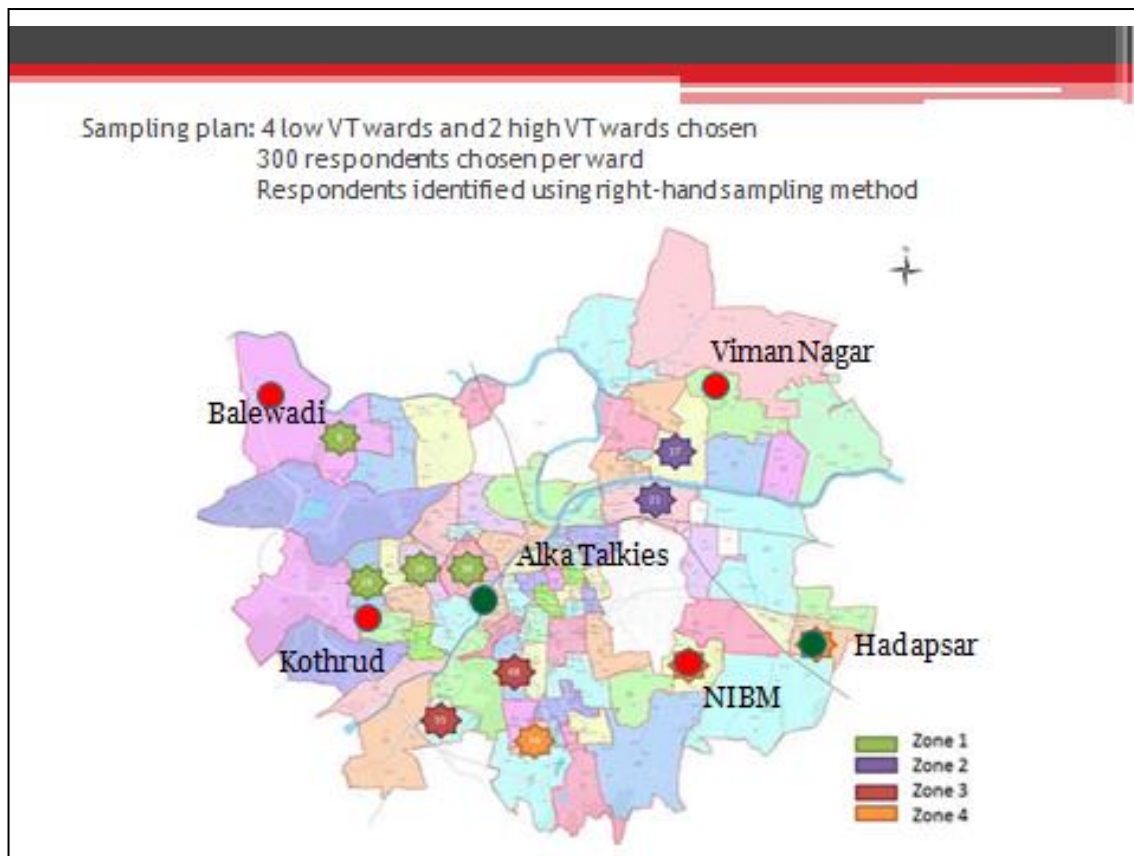 Sampling plan: 4 low VT wards and 2 high VT wards chosen
300 respondents chosen per ward
Respondents identified using right-hand sampling method
Viman Nagar
Balewadi
Alka Talkies
Hadapsar
Kothrud
NIBM
Zone 1
Zone 2
Zone 3
Zone 4